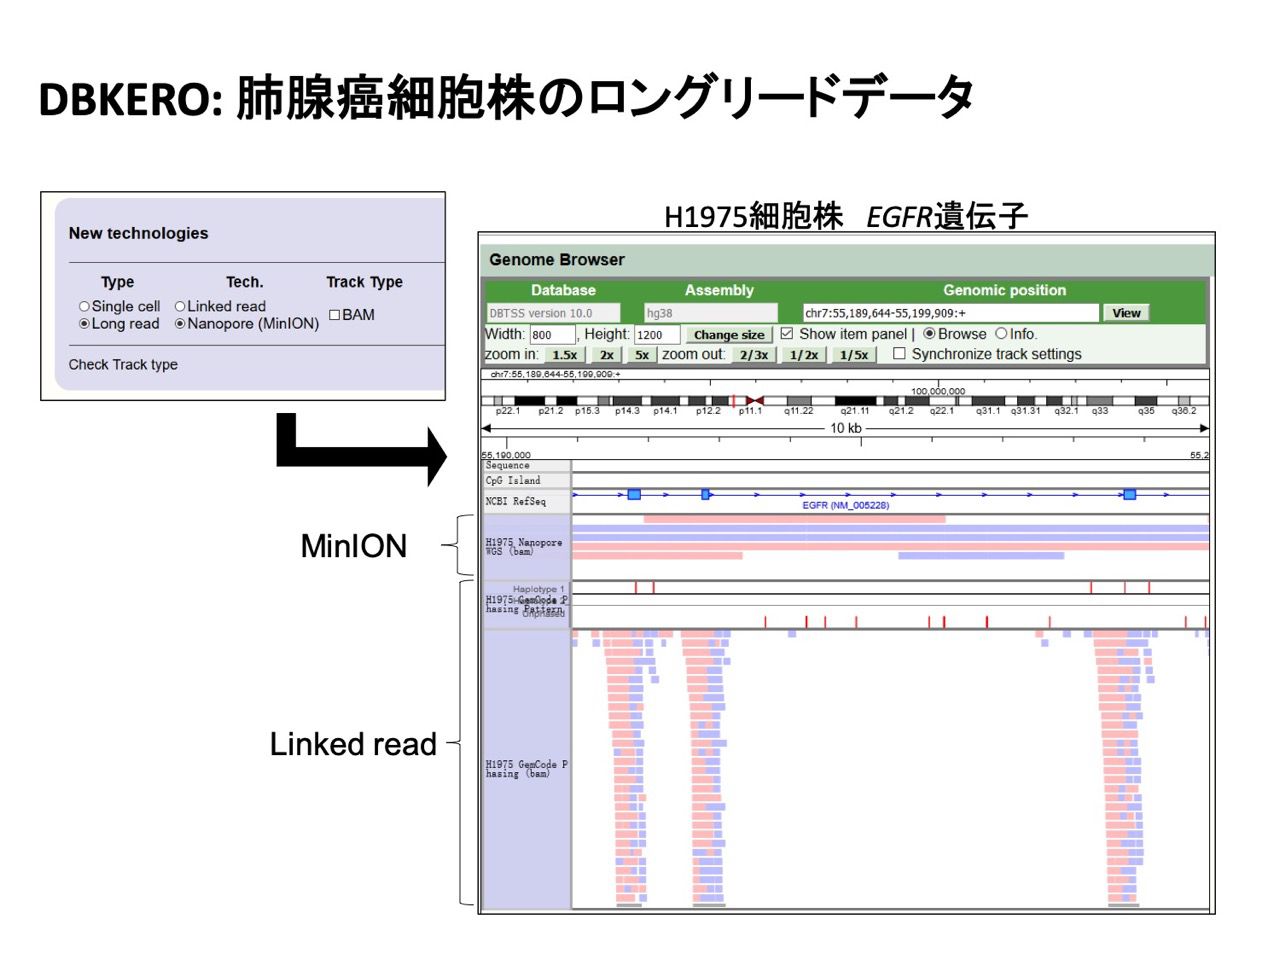 DBKERO: 肺腺癌細胞株のロングリードデータ
New technologies
Type Tech. Track Type
Single cell Linked read
Long read Nanopore (MinION) BAM
Check Track type
H1975細胞株 EGFR遺伝子
Genome Browser
Database Assembly Genomic position
DBTSS version 10.0 hg38 chr7:55,189,644-55,199,909:+ View
Width: 800 , Height: 1200 Change size Show item panel | Browse Info.
zoom in: 1.5x 2x 5x zoom out: 2/3x 1/2x 1/5x Synchronize track settings
chr7:55,189,644-55,199,909:+
100,000,000
p22.1 p21.2 p15.3 p14.3 p14.1 p12.2 p11.1 q11.22 q21.11 q21.2 q22.1 q31.1 q31.31 q32.1 q33 q35 q36.2
10 kb
55,190,000 55,2
Sequence
CpG Island
NCBI RefSeq
EGFR (NM_005228)
MinION
H1975 Nanopore
WGS (bam)
Haplotype 1
H1975 GemCode P
hasing Pattern
Unphased
Linked read
H1975 GemCode P
hasing (bam)